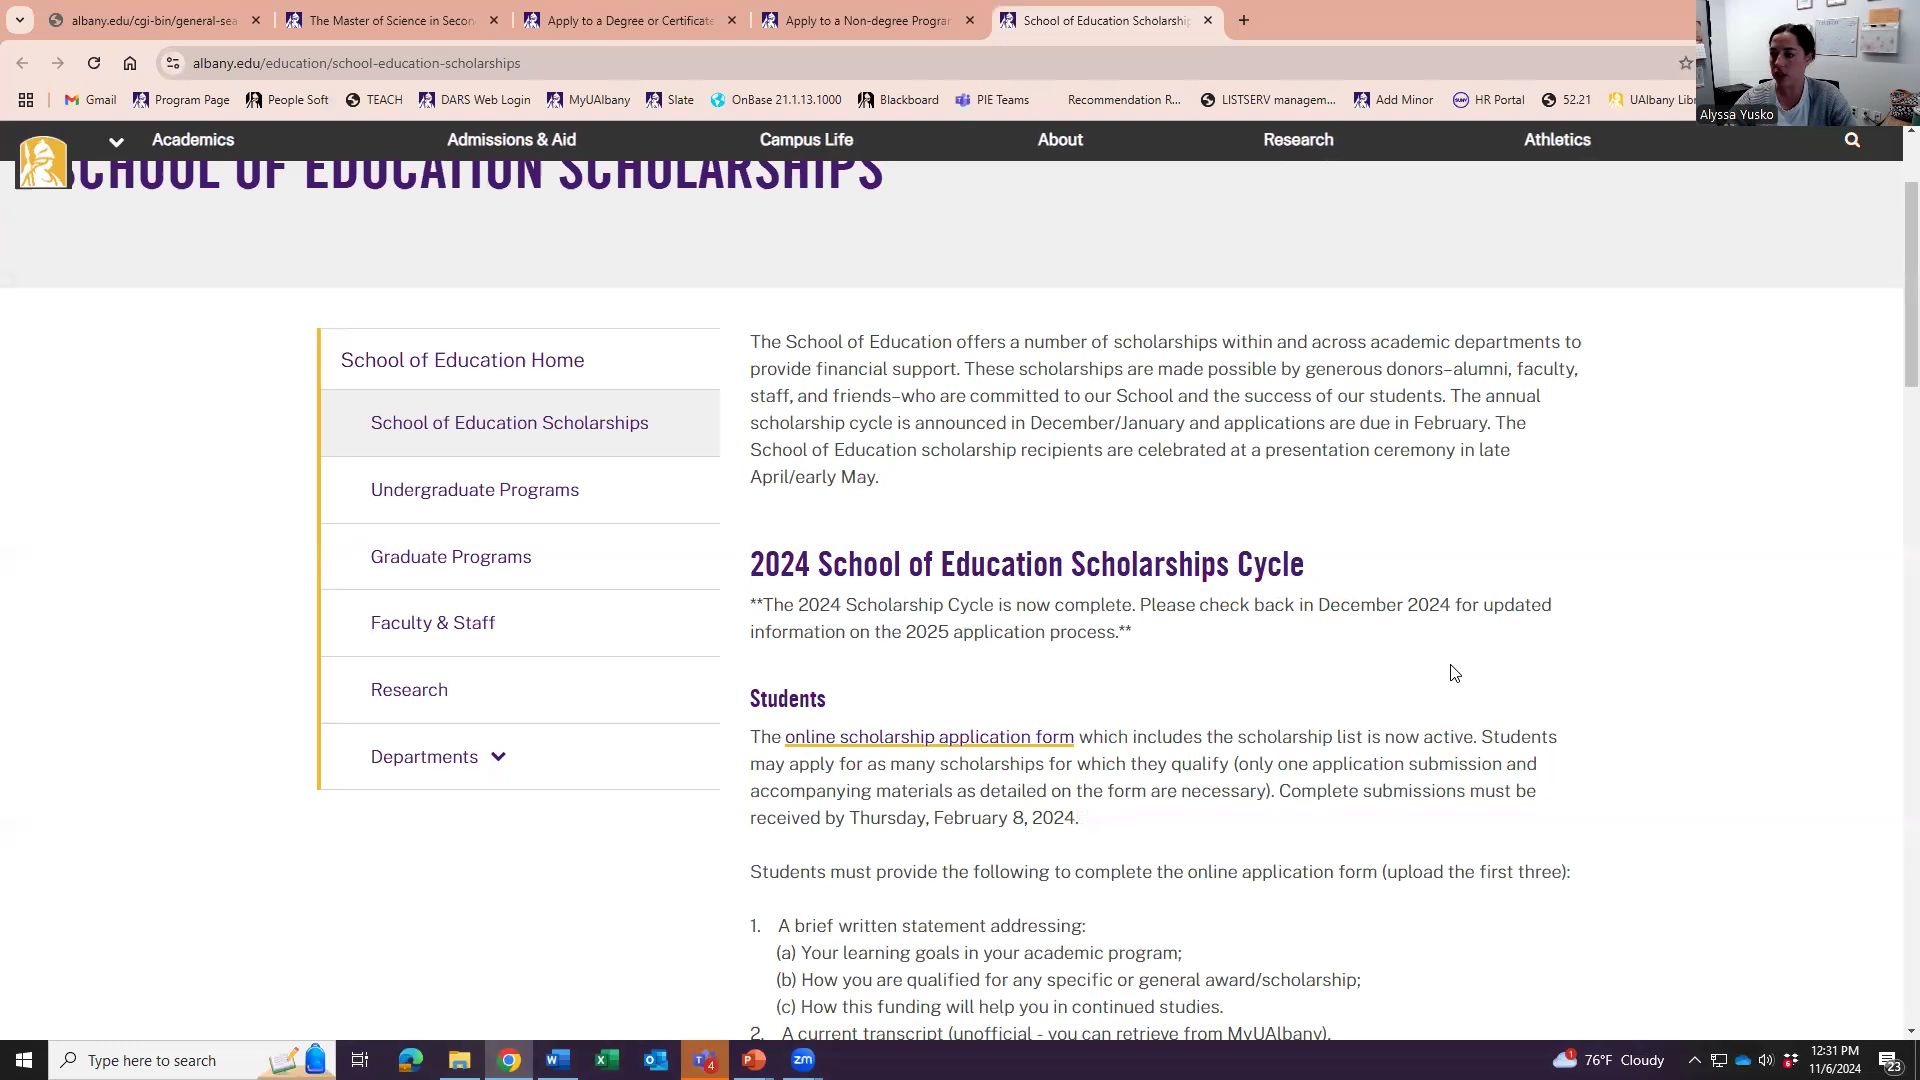 albany.edu/cgi-bin/general-sea
The Master of Science in Secon
Apply to a Degree or Certificate
Apply to a Non-degree Program
School of Education Scholarship
albany.edu/education/school-education-scholarships
Gmail
Program Page
People Soft
TEACH
DARS Web Login
MyUAlbany
Slate
OnBase 21.1.13.1000
Blackboard
PIE Teams
Recommendation R...
LISTSERV managem...
Add Minor
HR Portal
52.21
UAlbany Libr
Alyssa Yusko
Academics
Admissions & Aid
Campus Life
About
Research
Athletics
SCHOOL OF EDUCATION SCHOLARSHIPS
School of Education Home
School of Education Scholarships
Undergraduate Programs
Graduate Programs
Faculty & Staff
Research
Departments
The School of Education offers a number of scholarships within and across academic departments to
provide financial support. These scholarships are made possible by generous donors–alumni, faculty,
staff, and friends–who are committed to our School and the success of our students. The annual
scholarship cycle is announced in December/January and applications are due in February. The
School of Education scholarship recipients are celebrated at a presentation ceremony in late
April/early May.
2024 School of Education Scholarships Cycle
**The 2024 Scholarship Cycle is now complete. Please check back in December 2024 for updated
information on the 2025 application process.**
Students
The online scholarship application form which includes the scholarship list is now active. Students
may apply for as many scholarships for which they qualify (only one application submission and
accompanying materials as detailed on the form are necessary). Complete submissions must be
received by Thursday, February 8, 2024.
Students must provide the following to complete the online application form (upload the first three):
1. A brief written statement addressing:
(a) Your learning goals in your academic program;
(b) How you are qualified for any specific or general award/scholarship;
(c) How this funding will help you in continued studies.
2. A current transcript (unofficial - you can retrieve from MyUAlbany).
Type here to search
4
zm
1
76°F Cloudy
6
12:31 PM
11/6/2024
23